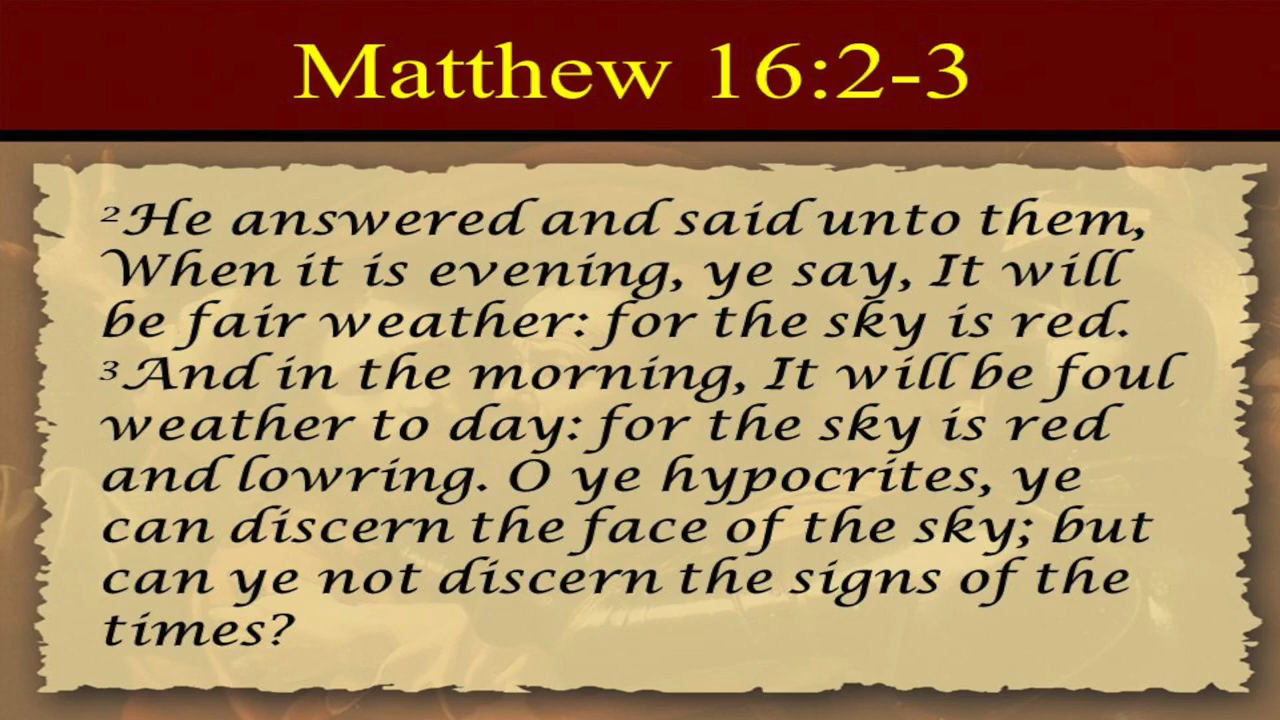 Matthew 16:2-3
²He answered and said unto them,
When it is evening, ye say, It will
be fair weather: for the sky is red.
³And in the morning, It will be foul
weather to day: for the sky is red
and lowring. O ye hypocrites, ye
can discern the face of the sky; but
can ye not discern the signs of the
times?